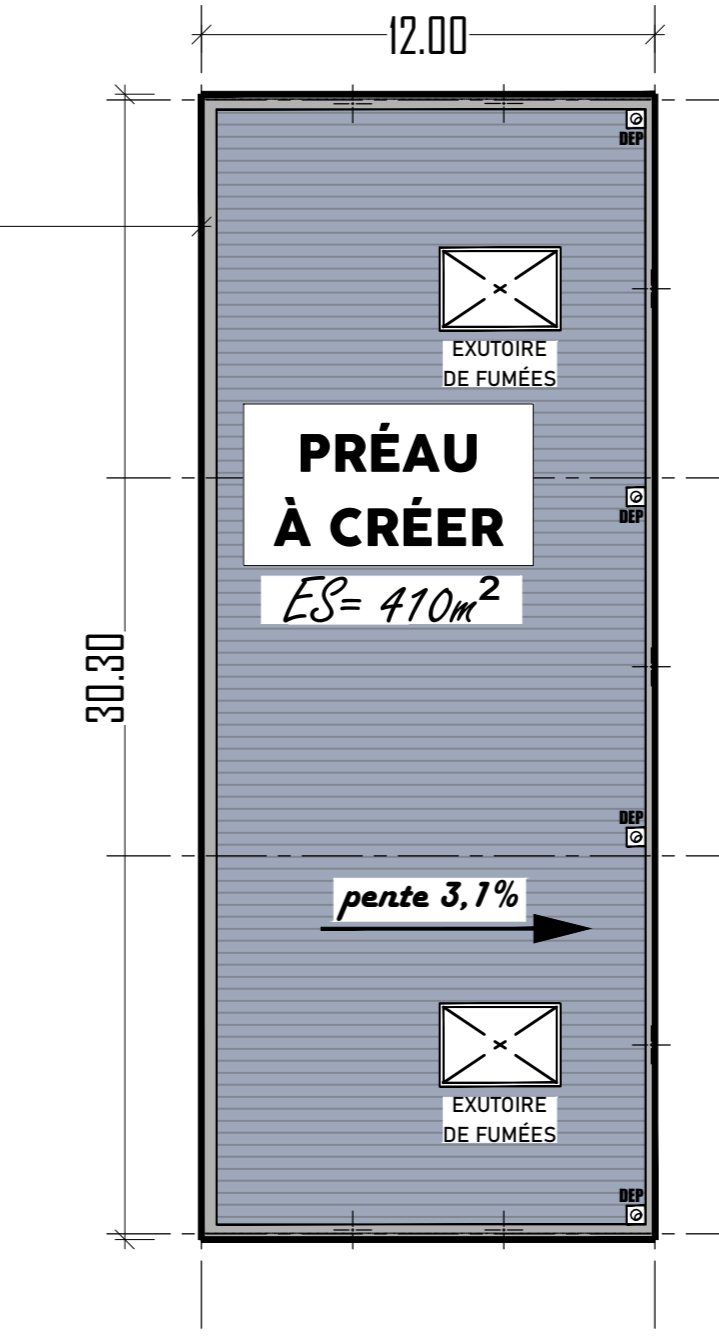 12.00
DEP
EXUTOIRE
DE FUMÉES
PRÉAU
À CRÉER
DEP
ES= 410m²
30.30
DEP
pente 3,1%
EXUTOIRE
DE FUMÉES
DEP